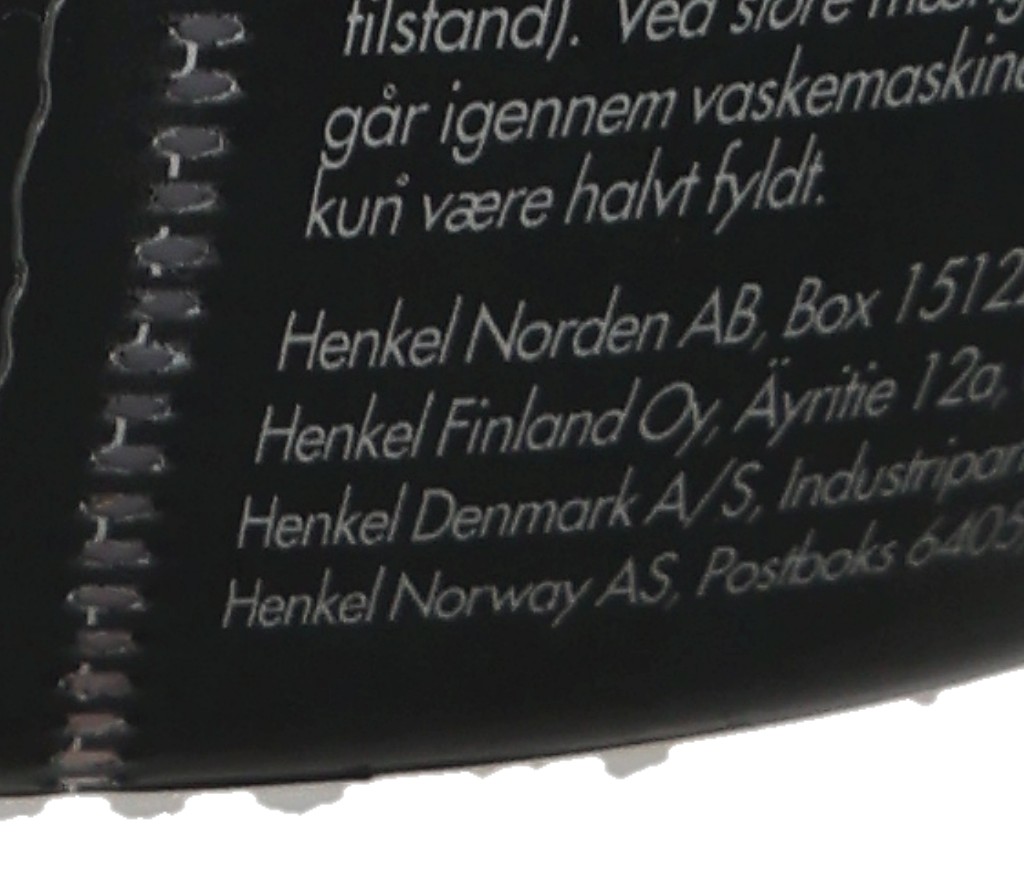 tilstand). Ved store
går igennem
kun være halvt fyldt.
Henkel Norden AB, Box
Henkel Finland Oy, Äyritie 12a,
Henkel Denmark A/S,
Henkel Norway AS, Postboks